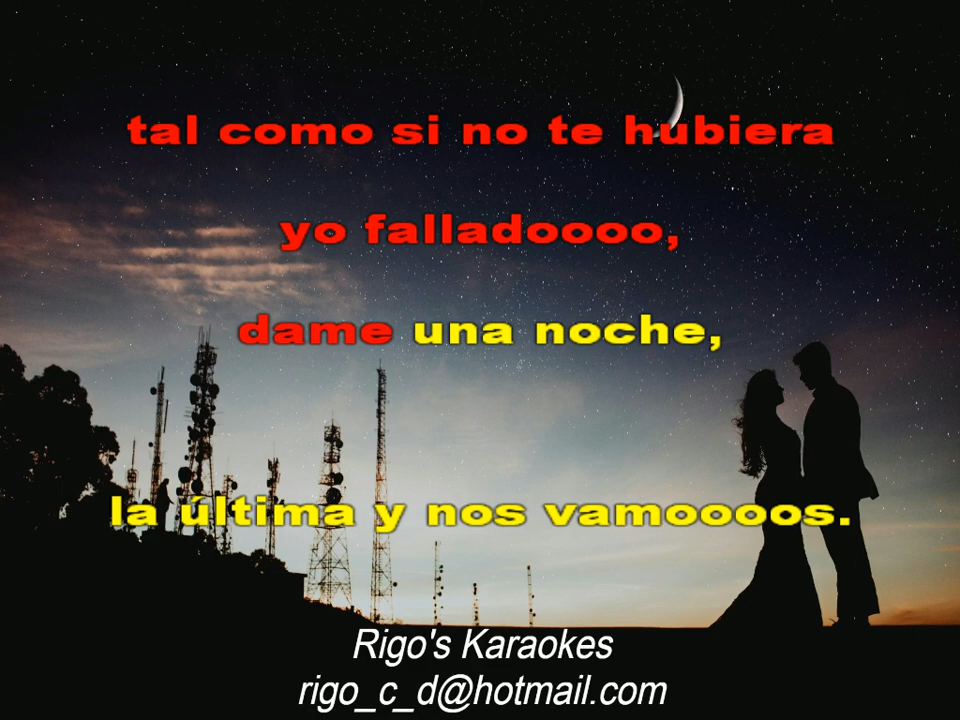 tal como si no te hubiera
yo falladoooo,
dame una noche,
la última y nos vamoooos.
Rigo's Karaokes
rigo_c_d@hotmail.com